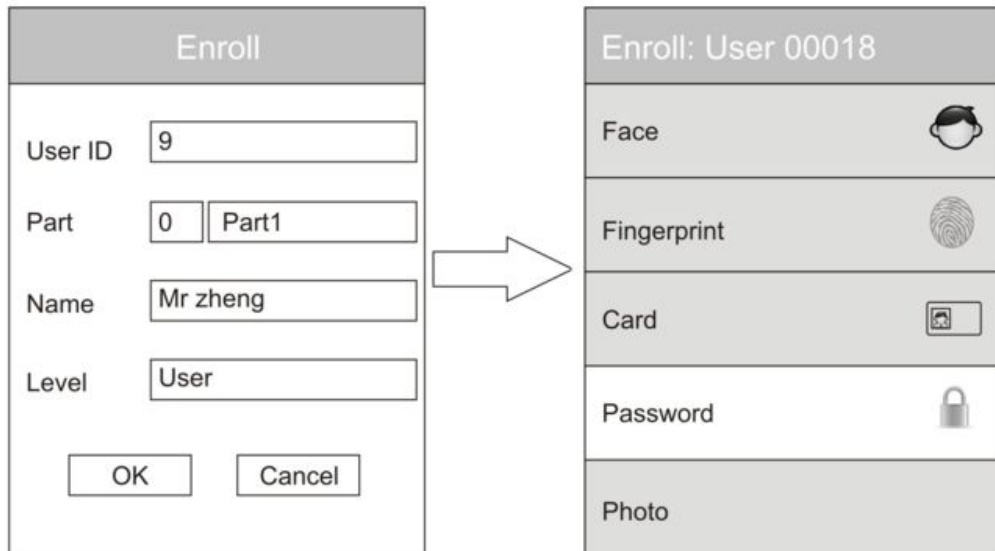 Enroll
User ID 9
Part 0 Part1
Name Mr zheng
Level User
OK Cancel
Enroll: User 00018
Face
Fingerprint
Card
Password
Photo